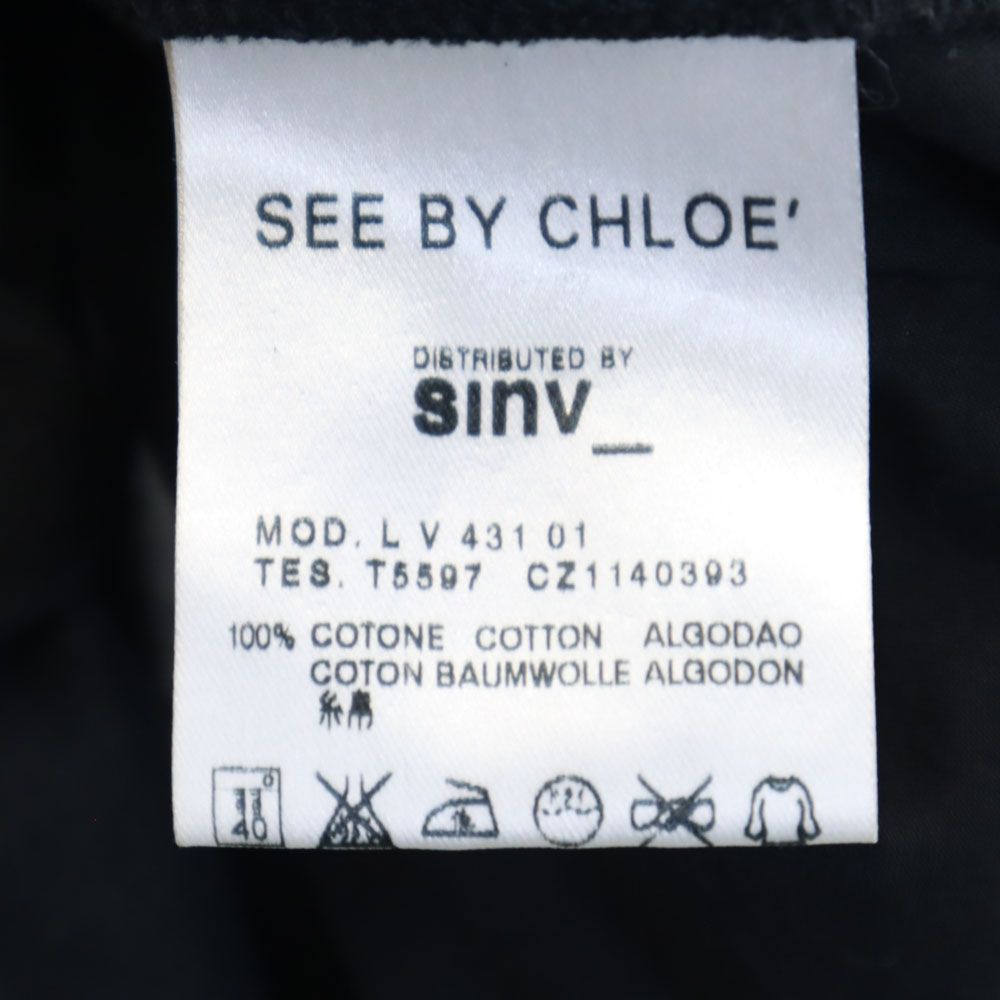 SEE BY CHLOE'
DISTRIBUTED BY
sinv_
MOD. L V 431 01
TES. T5597 CZ1140393
100% COTONE COTTON ALGODAO
COTON BAUMWOLLE ALGODON
40